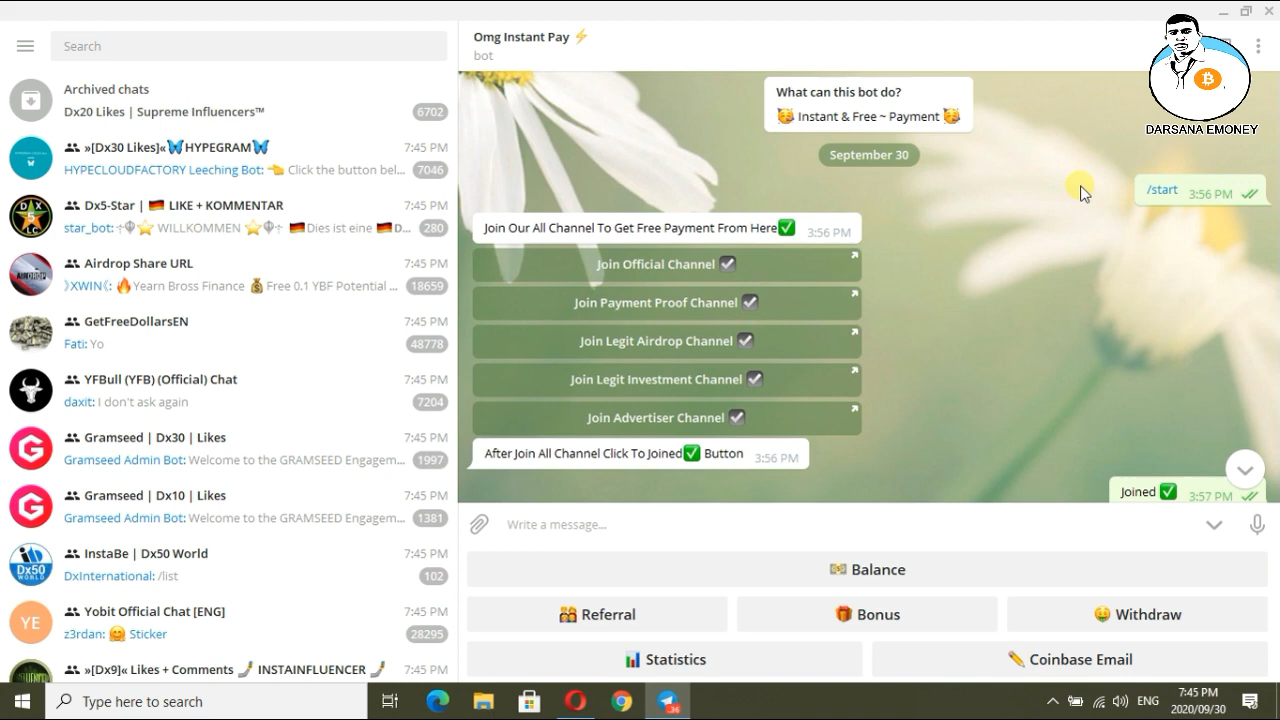 Search
Archived chats
Dx20 Likes | Supreme Influencers™
6702
»[Dx30 Likes]«🦋HYPEGRAM🦋
7:45 PM
HYPECLOUDFACTORY Leeching Bot: 👈 Click the button bel...
7046
Dx5-Star | 🇩🇪 LIKE + KOMMENTAR
7:45 PM
⭐ WILLKOMMEN ⭐
star_bot:
🇩🇪Dies ist eine 🇩🇪D...
280
Airdrop Share URL
7:45 PM
☽XWIN☾: 🔥Yearn Bross Finance 💰Free 0.1 YBF Potential ...
18659
GetFreeDollarsEN
7:45 PM
Fati: Yo
48778
YFBull (YFB) (Official) Chat
7:45 PM
daxit: I don't ask again
7204
Gramseed | Dx30 | Likes
7:45 PM
Gramseed Admin Bot: Welcome to the GRAMSEED Engagem...
1997
Gramseed | Dx10 | Likes
7:45 PM
Gramseed Admin Bot: Welcome to the GRAMSEED Engagem...
1381
InstaBe | Dx50 World
7:45 PM
DxInternational: /list
102
YE
Yobit Official Chat [ENG]
7:45 PM
z3rdan: 🤗 Sticker
28295
»[Dx9]« Likes + Comments 🤳 INSTAINFLUENCER 🤳
7:45 PM
Omg Instant Pay ⚡
bot
DARSANA EMONEY
What can this bot do?
🥳 Instant & Free ~ Payment 🥳
September 30
/start 3:56 PM
Join Our All Channel To Get Free Payment From Here✅ 3:56 PM
Join Official Channel ☑
Join Payment Proof Channel ☑
Join Legit Airdrop Channel ☑
Join Legit Investment Channel ☑
Join Advertiser Channel ☑
After Join All Channel Click To Joined✅ Button 3:56 PM
Joined ✅ 3:57 PM
Write a message...
💵 Balance
👫 Referral
🎁 Bonus
🤑 Withdraw
📊 Statistics
✏️ Coinbase Email
Type here to search
ENG
7:45 PM
2020/09/30